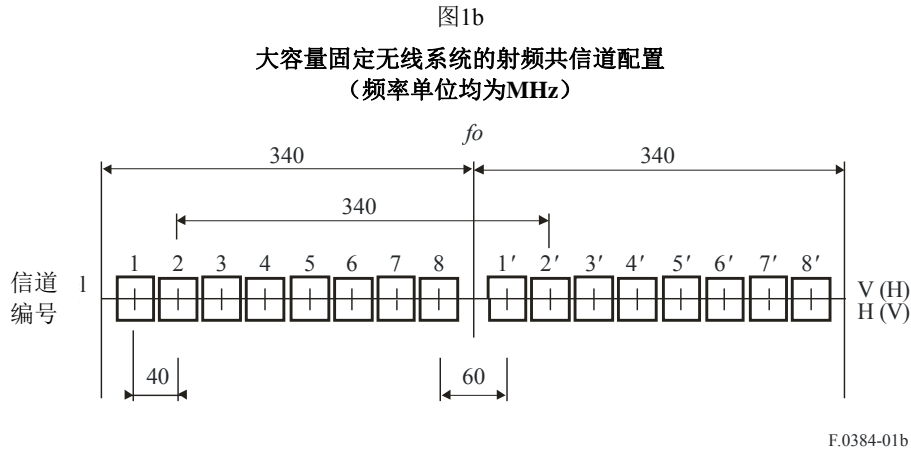 图1b
大容量固定无线系统的射频共信道配置
（频率单位均为MHz）
fo
340 340
340
1 2 3 4 5 6 7 8 1′ 2′ 3′ 4′ 5′ 6′ 7′ 8′
信道 1 V (H)
编号 H (V)
40 60
F.0384-01b